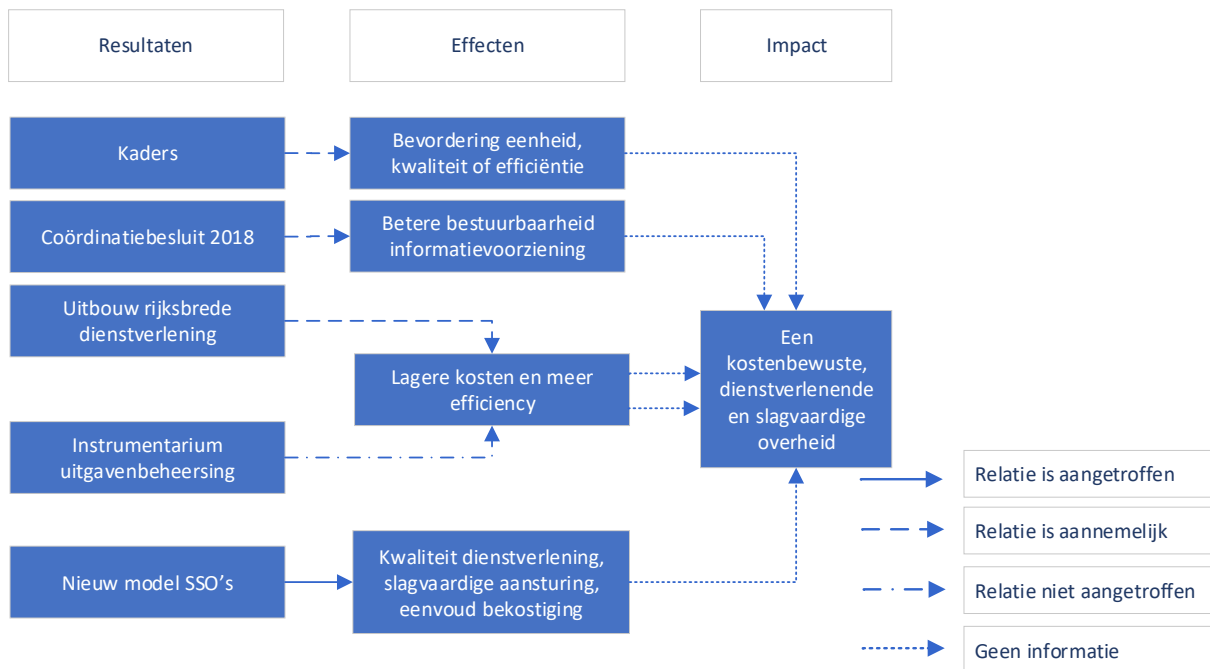 Resultaten
Effecten
Impact
Kaders
Bevordering eenheid,
kwaliteit of efficiëntie
Coördinatiebesluit 2018
Betere bestuurbaarheid
informatievoorziening
Uitbouw rijksbrede
dienstverlening
Lagere kosten en meer
efficiency
Een
kostenbewuste,
dienstverlenende
en slagvaardige
overheid
Instrumentarium
uitgavenbeheersing
Nieuw model SSO’s
Kwaliteit dienstverlening,
slagvaardige aansturing,
eenvoud bekostiging
Relatie is aangetroffen
Relatie is aannemelijk
Relatie niet aangetroffen
Geen informatie